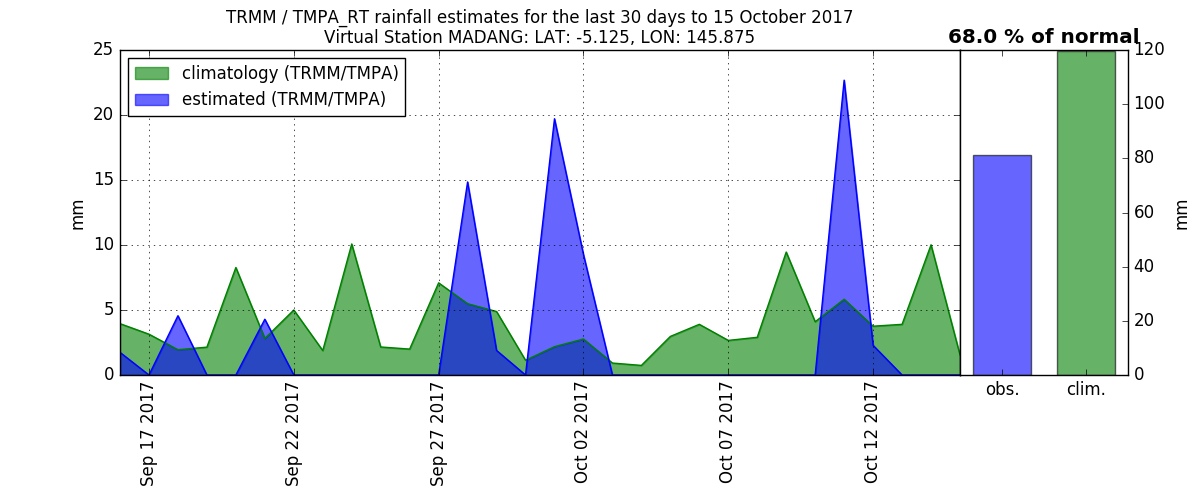 TRMM / TMPA_RT rainfall estimates for the last 30 days to 15 October 2017
Virtual Station MADANG: LAT: -5.125, LON: 145.875
68.0 % of normal
climatology (TRMM/TMPA)
estimated (TRMM/TMPA)
25
20
15
10
5
0
mm
Sep 17 2017
Sep 22 2017
Sep 27 2017
Oct 02 2017
Oct 07 2017
Oct 12 2017
120
100
80
60
40
20
0
mm
obs.
clim.